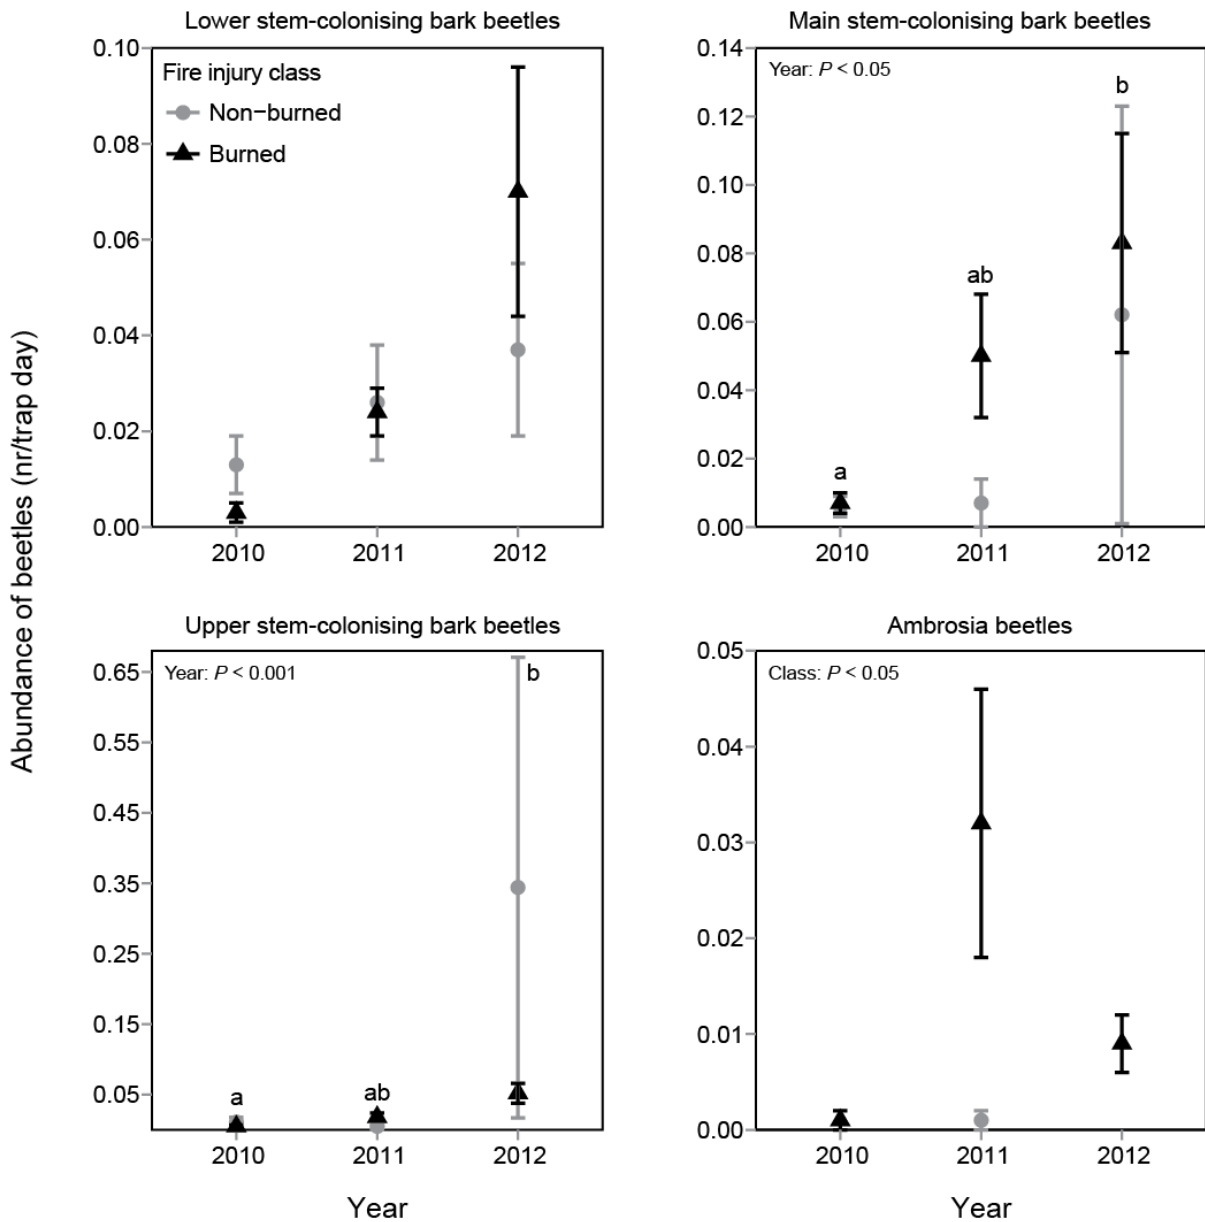 Lower stem-colonising bark beetles
Fire injury class
Non-burned
Burned
0.10
0.08
0.06
0.04
0.02
0.00
2010
2011
2012
Main stem-colonising bark beetles
Year: P < 0.05
a
ab
b
0.14
0.12
0.10
0.08
0.06
0.04
0.02
0.00
2010
2011
2012
Abundance of beetles (nr/trap day)
Upper stem-colonising bark beetles
Year: P < 0.001
a
ab
b
0.65
0.55
0.45
0.35
0.25
0.15
0.05
2010
2011
2012
Year
Ambrosia beetles
Class: P < 0.05
0.05
0.04
0.03
0.02
0.01
0.00
2010
2011
2012
Year